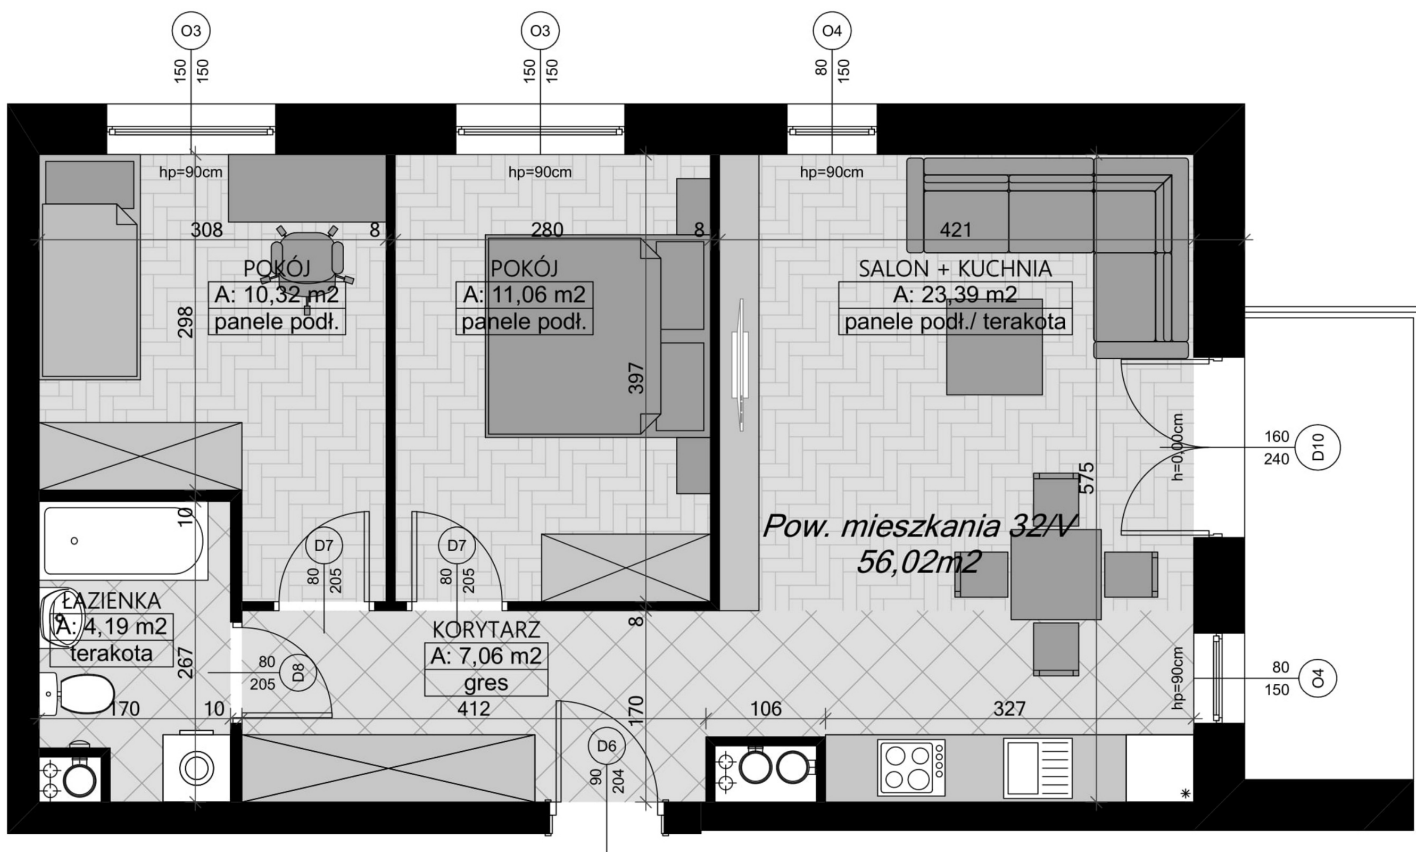 O3
O3
O4
150
150
150
150
80
150
hp=90cm
hp=90cm
hp=90cm
308
8
280
8
421
POKÓJ
A: 10,32 m2
panele podł.
POKÓJ
A: 11,06 m2
panele podł.
SALON + KUCHNIA
A: 23,39 m2
panele podł./ terakota
298
397
575
h=0,00cm
160
240
D10
Pow. mieszkania 32/V
56,02m2
10
D7
80
205
D7
80
205
ŁAZIENKA
A: 4,19 m2
terakota
267
80
205
D8
KORYTARZ
A: 7,06 m2
gres
8
170
hp=90cm
80
150
O4
170
10
412
106
327
D6
90
204